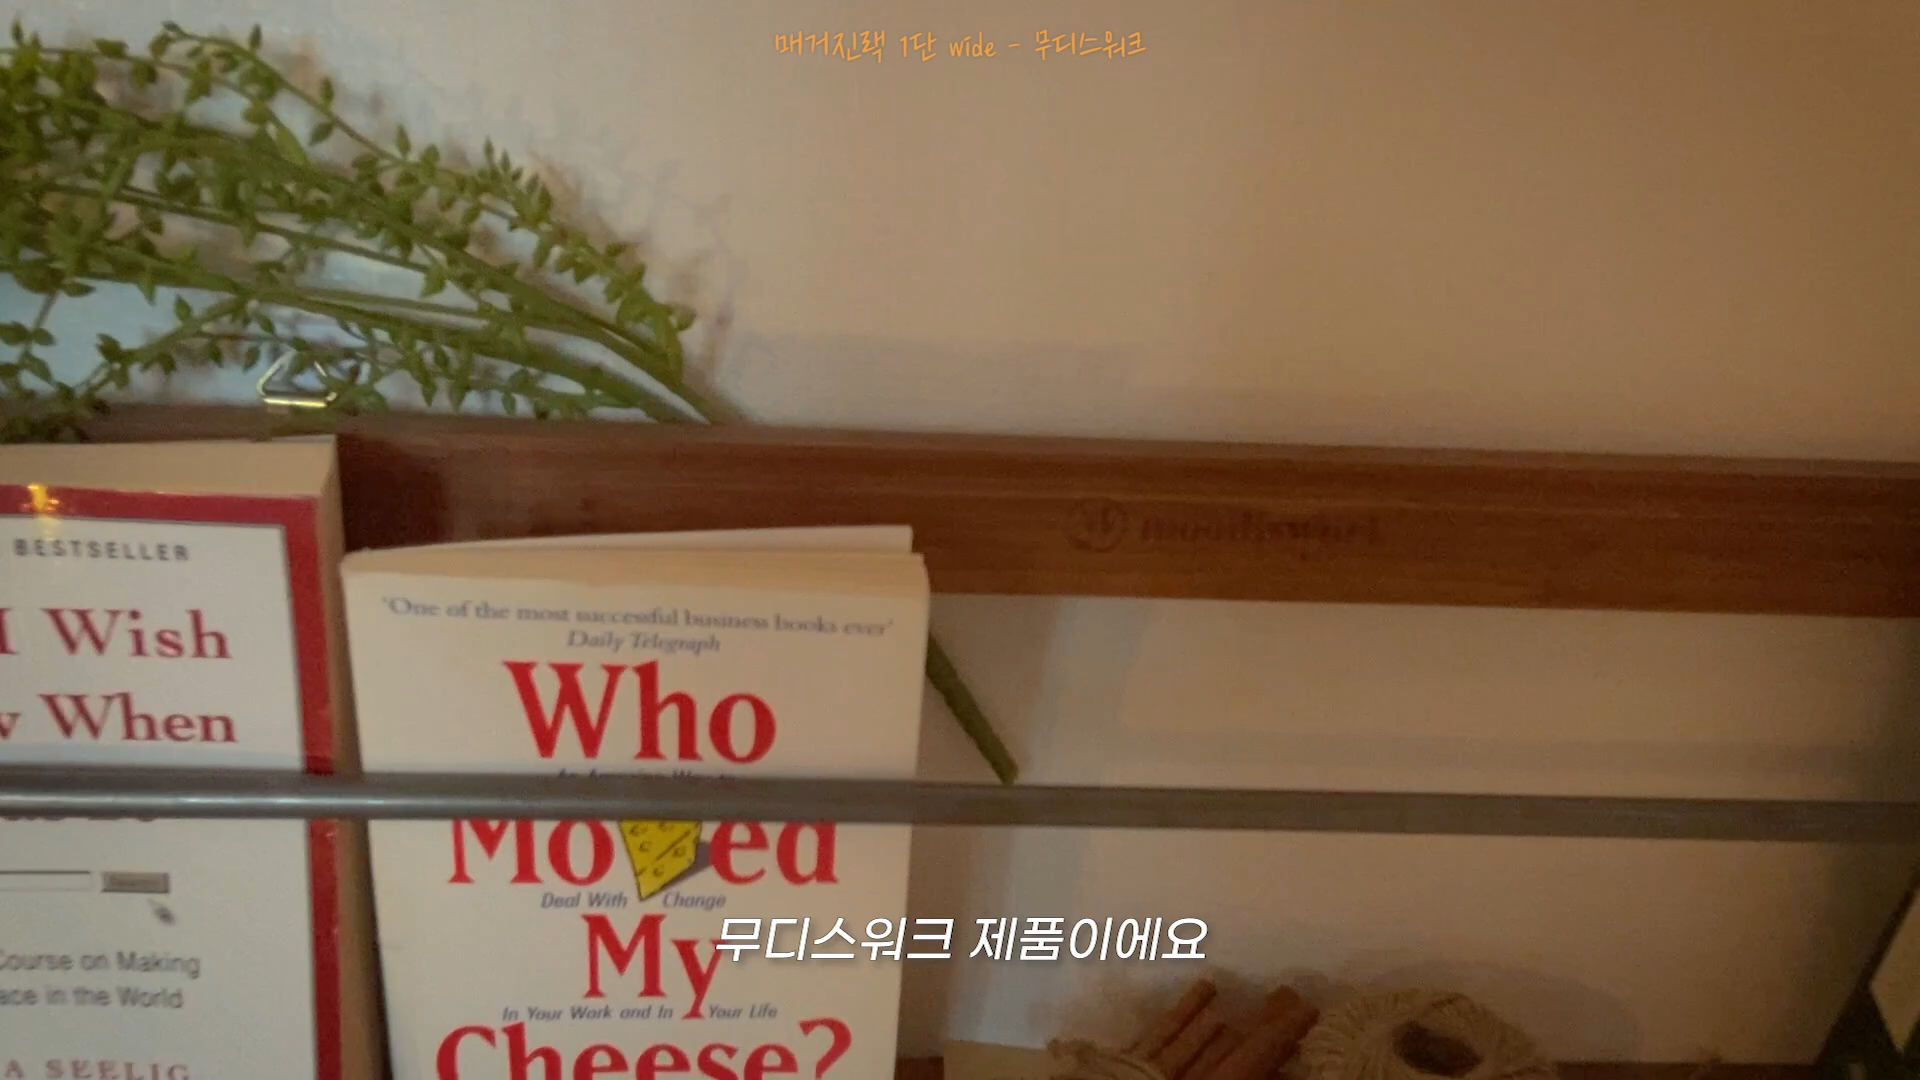 매거진랙 1단 wide - 무디스워크
BESTSELLER
I Wish
When
Course on Making
in the World
A SEELIG
'One of the most successful business books ever'
Daily Telegraph
Who
Moved
Deal With Change
My
In Your Work and In Your Life
Cheese?
moodiswork
무디스워크 제품이에요